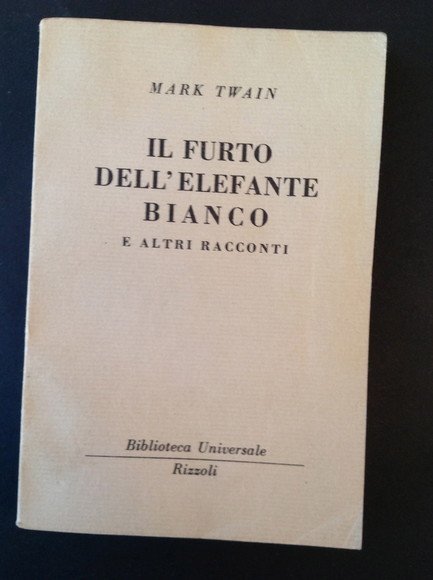 MARK TWAIN
IL FURTO
DELL'ELEFANTE
BIANCO
E ALTRI RACCONTI
Biblioteca Universale
Rizzoli